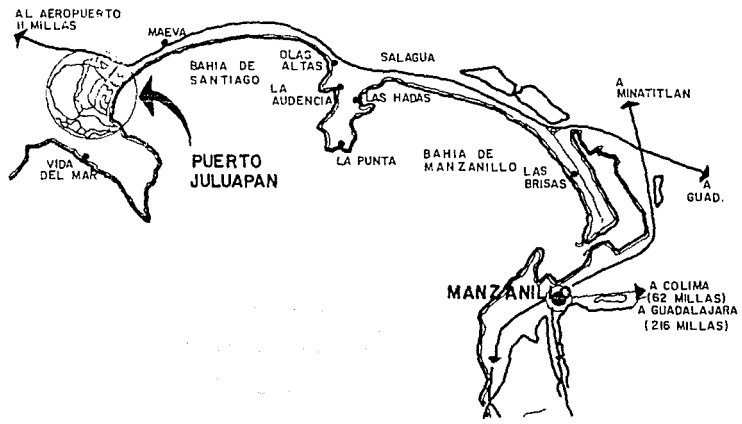 AL AEROPUERTO
11 MILLAS
MAEVA
BAHIA DE
SANTIAGO
OLAS
ALTAS
SALAGUA
LA
AUDENCIA
LAS HADAS
A
MINATITLAN
VIDA
DEL MAR
PUERTO
JULUAPAN
LA PUNTA
BAHIA DE
MANZANILLO
LAS
BRISAS
A
GUAD.
MANZANILLO
A COLIMA
(62 MILLAS)
A GUADALAJARA
(216 MILLAS)